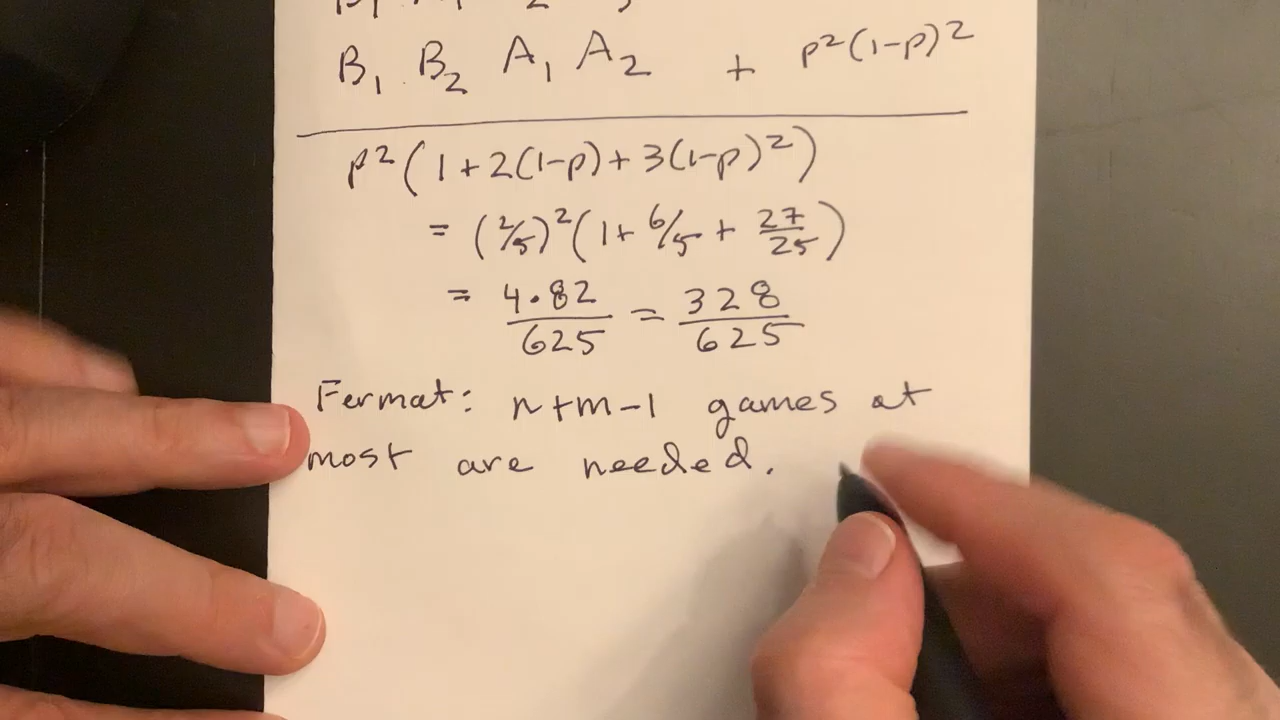 B₁ B₂ A₁ A₂ + p²(1-p)²
p²(1+2(1-p)+3(1-p)²)
= (2/5)²(1+ 6/5 + 27/25)
= 4·82/625 = 328/625
Fermat: n+m-1 games at
most are needed.